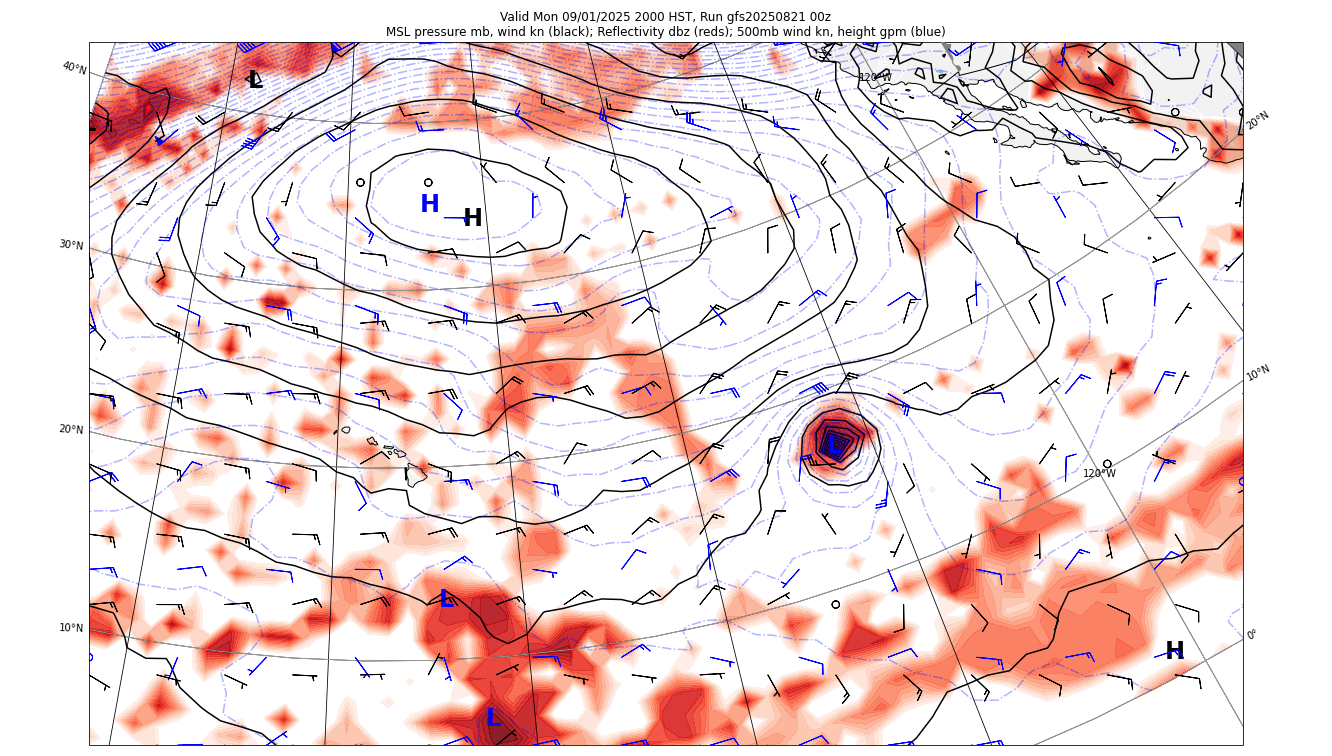 Valid Mon 09/01/2025 2000 HST, Run gfs20250821 00z
MSL pressure mb, wind kn (black); Reflectivity dbz (reds); 500mb wind kn, height gpm (blue)
40°N
L
120°W
20°N
H
H
30°N
10°N
20°N
L
120°W
L
10°N
0°
H
L